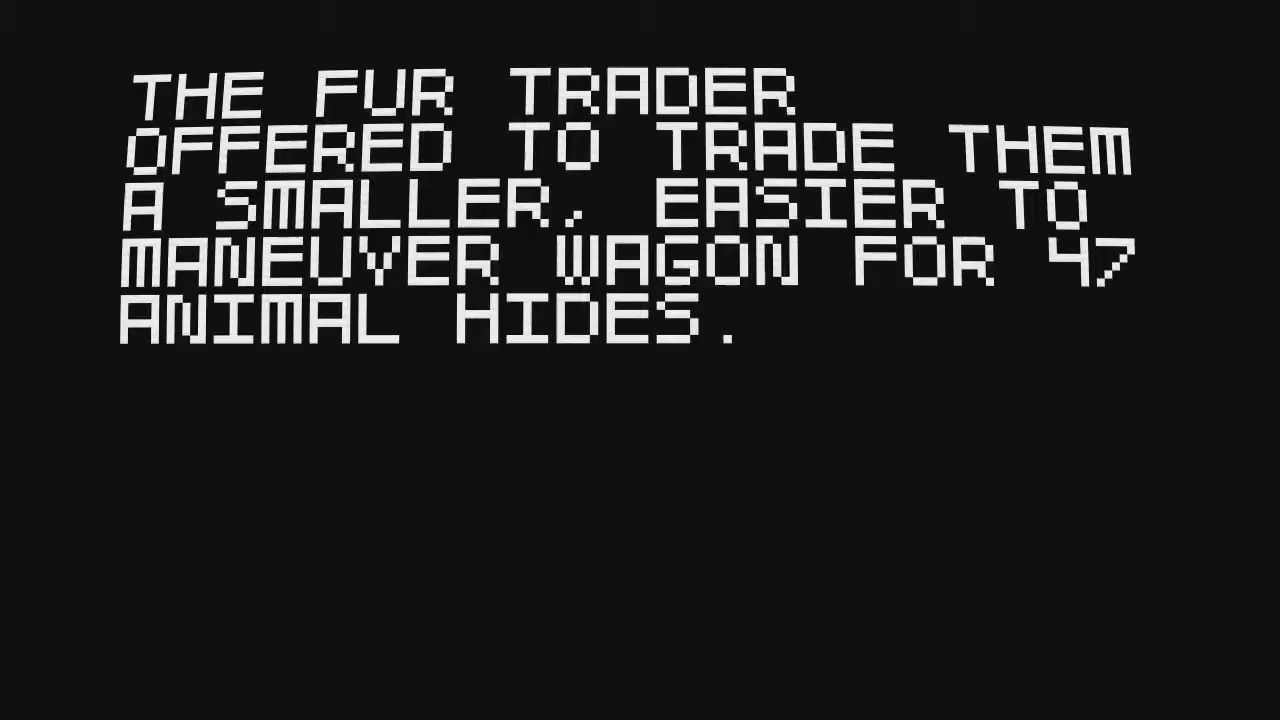 THE FUR TRADER
OFFERED TO TRADE THEM
A SMALLER, EASIER TO
MANEUVER WAGON FOR 47
ANIMAL HIDES.